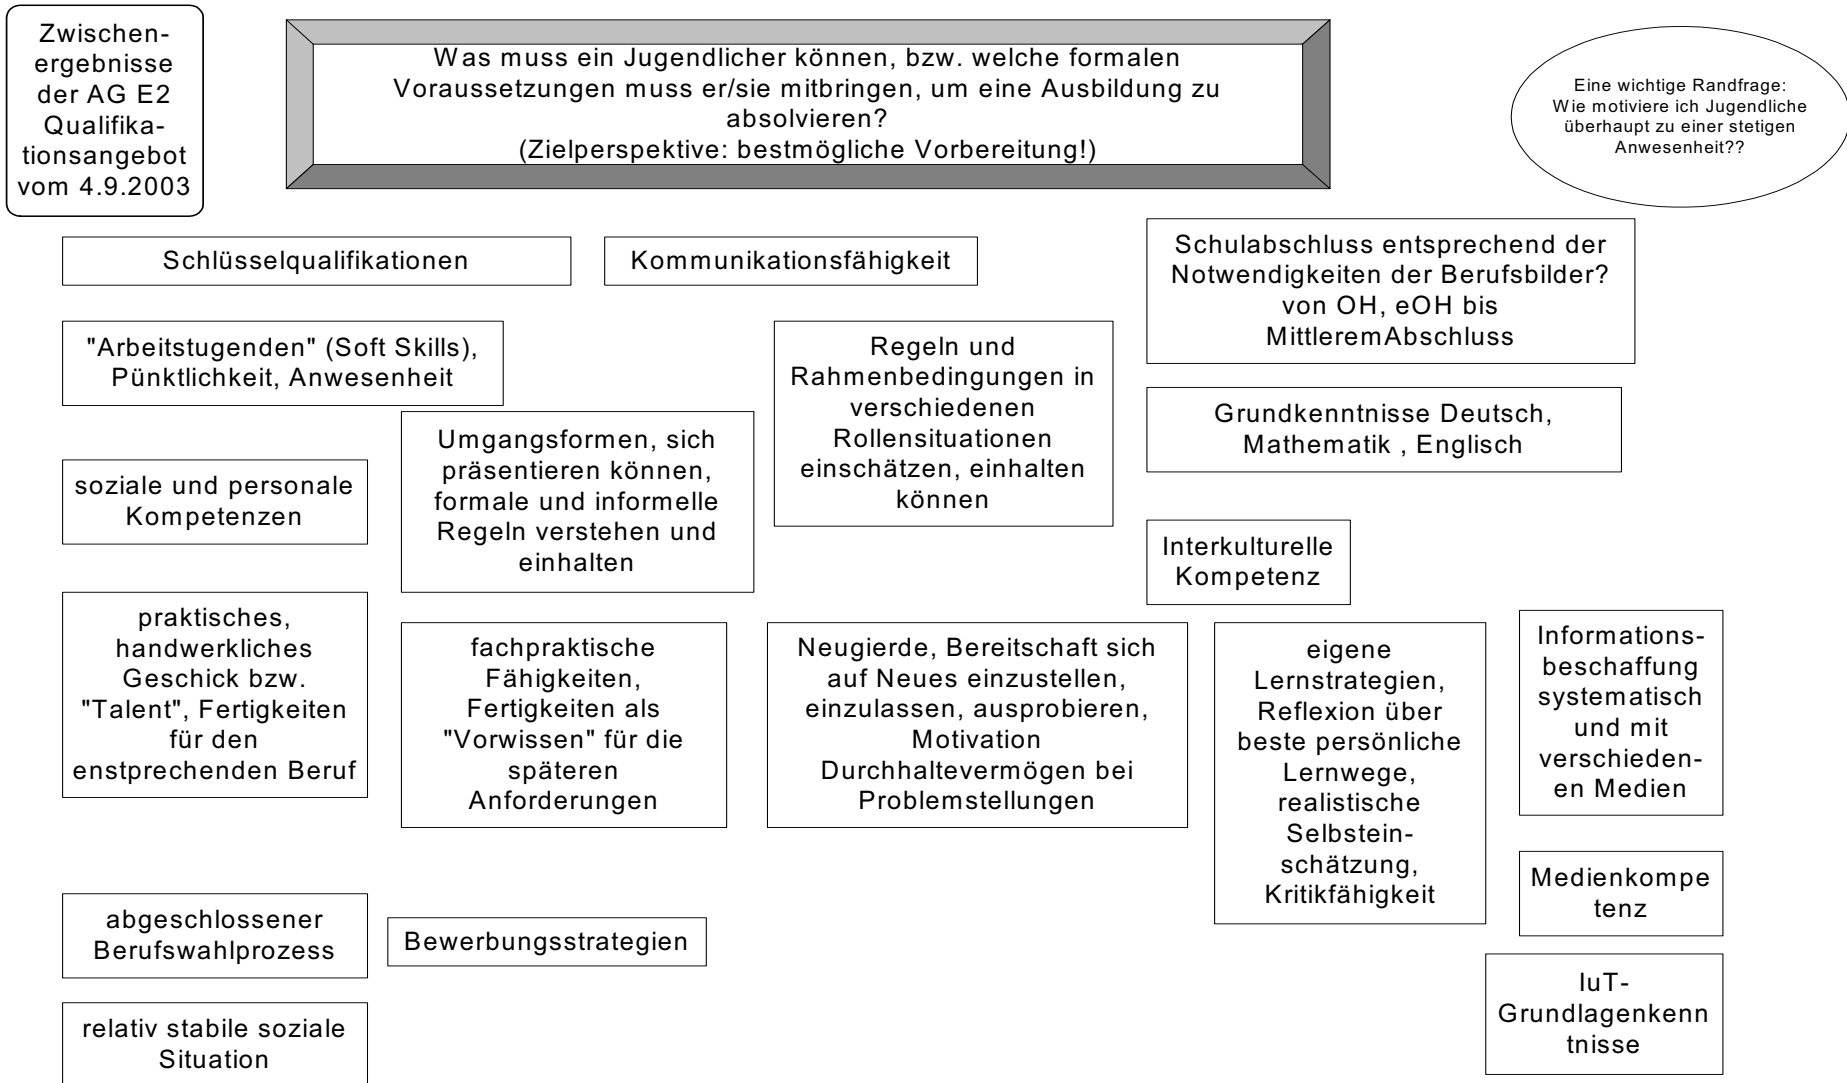 Zwischen-
ergebnisse
der AG E2
Qualifika-
tionsangebot
vom 4.9.2003
Was muss ein Jugendlicher können, bzw. welche formalen
Voraussetzungen muss er/sie mitbringen, um eine Ausbildung zu
absolvieren?
(Zielperspektive: bestmögliche Vorbereitung!)
Eine wichtige Randfrage:
Wie motiviere ich Jugendliche
überhaupt zu einer stetigen
Anwesenheit??
Schlüsselqualifikationen
Kommunikationsfähigkeit
Schulabschluss entsprechend der
Notwendigkeiten der Berufsbilder?
von OH, eOH bis
MittleremAbschluss
"Arbeitstugenden" (Soft Skills),
Pünktlichkeit, Anwesenheit
Regeln und
Rahmenbedingungen in
verschiedenen
Rollensituationen
einschätzen, einhalten
können
Grundkenntnisse Deutsch,
Mathematik , Englisch
Umgangsformen, sich
präsentieren können,
formale und informelle
Regeln verstehen und
einhalten
soziale und personale
Kompetenzen
Interkulturelle
Kompetenz
praktisches,
handwerkliches
Geschick bzw.
"Talent", Fertigkeiten
für den
enstprechenden Beruf
fachpraktische
Fähigkeiten,
Fertigkeiten als
"Vorwissen" für die
späteren
Anforderungen
Neugierde, Bereitschaft sich
auf Neues einzustellen,
einzulassen, ausprobieren,
Motivation
Durchhaltevermögen bei
Problemstellungen
eigene
Lernstrategien,
Reflexion über
beste persönliche
Lernwege,
realistische
Selbstein-
schätzung,
Kritikfähigkeit
Informations-
beschaffung
systematisch
und mit
verschieden-
en Medien
Medienkompe
tenz
abgeschlossener
Berufswahlprozess
Bewerbungsstrategien
IuT-
Grundlagenkenn
tnisse
relativ stabile soziale
Situation